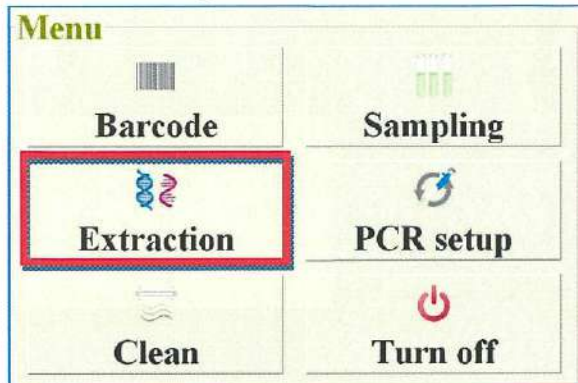 Menu
Barcode
Sampling
Extraction
PCR setup
Clean
Turn off